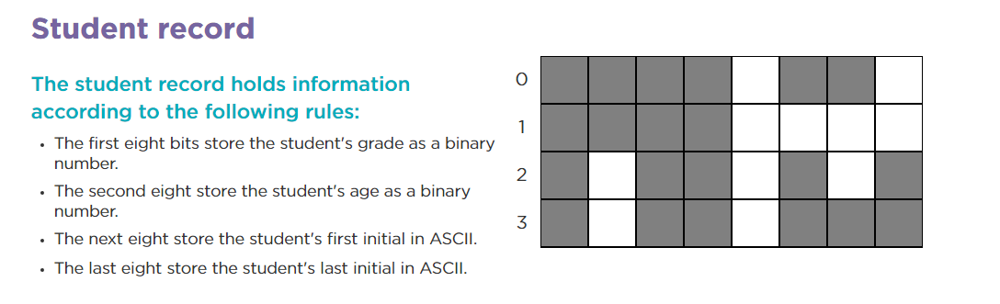 Student record
The student record holds information
according to the following rules:
• The first eight bits store the student's grade as a binary
number.
• The second eight store the student's age as a binary
number.
• The next eight store the student's first initial in ASCII.
• The last eight store the student's last initial in ASCII.
0
1
2
3